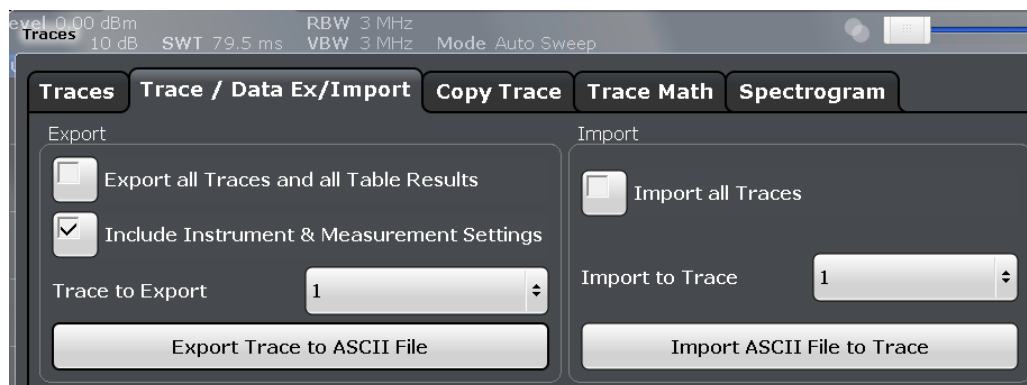 evel 0.00 dBm RBW 3 MHz
Traces 10 dB SWT 79.5 ms VBW 3 MHz Mode Auto Sweep
Traces Trace / Data Ex/Import Copy Trace Trace Math Spectrogram
Export Import
Export all Traces and all Table Results
Import all Traces
Include Instrument & Measurement Settings
Trace to Export 1
Import to Trace 1
Export Trace to ASCII File Import ASCII File to Trace